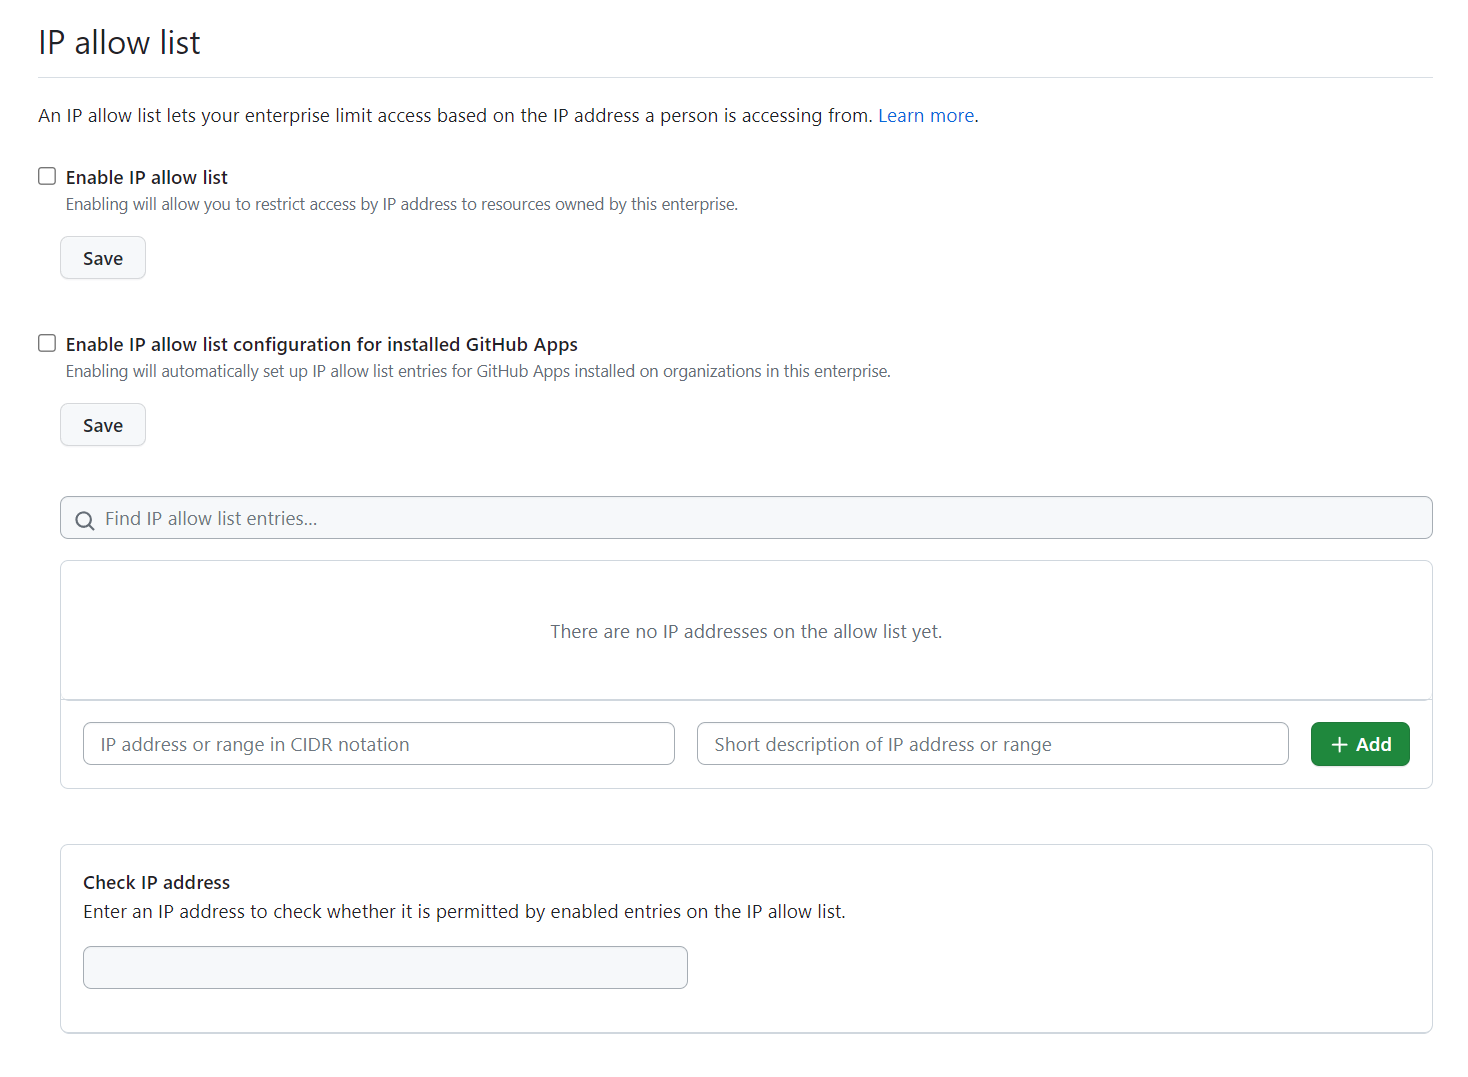 IP allow list
An IP allow list lets your enterprise limit access based on the IP address a person is accessing from. Learn more.
Enable IP allow list
Enabling will allow you to restrict access by IP address to resources owned by this enterprise.
Save
Enable IP allow list configuration for installed GitHub Apps
Enabling will automatically set up IP allow list entries for GitHub Apps installed on organizations in this enterprise.
Save
Find IP allow list entries...
There are no IP addresses on the allow list yet.
IP address or range in CIDR notation
Short description of IP address or range
+ Add
Check IP address
Enter an IP address to check whether it is permitted by enabled entries on the IP allow list.